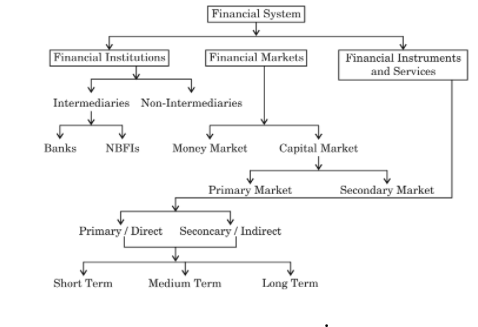 Financial System
Financial Institutions
Financial Markets
Financial Instruments
and Services
Intermediaries
Non-Intermediaries
Banks
NBFIs
Money Market
Capital Market
Primary Market
Secondary Market
Primary / Direct
Seconcary / Indirect
Short Term
Medium Term
Long Term